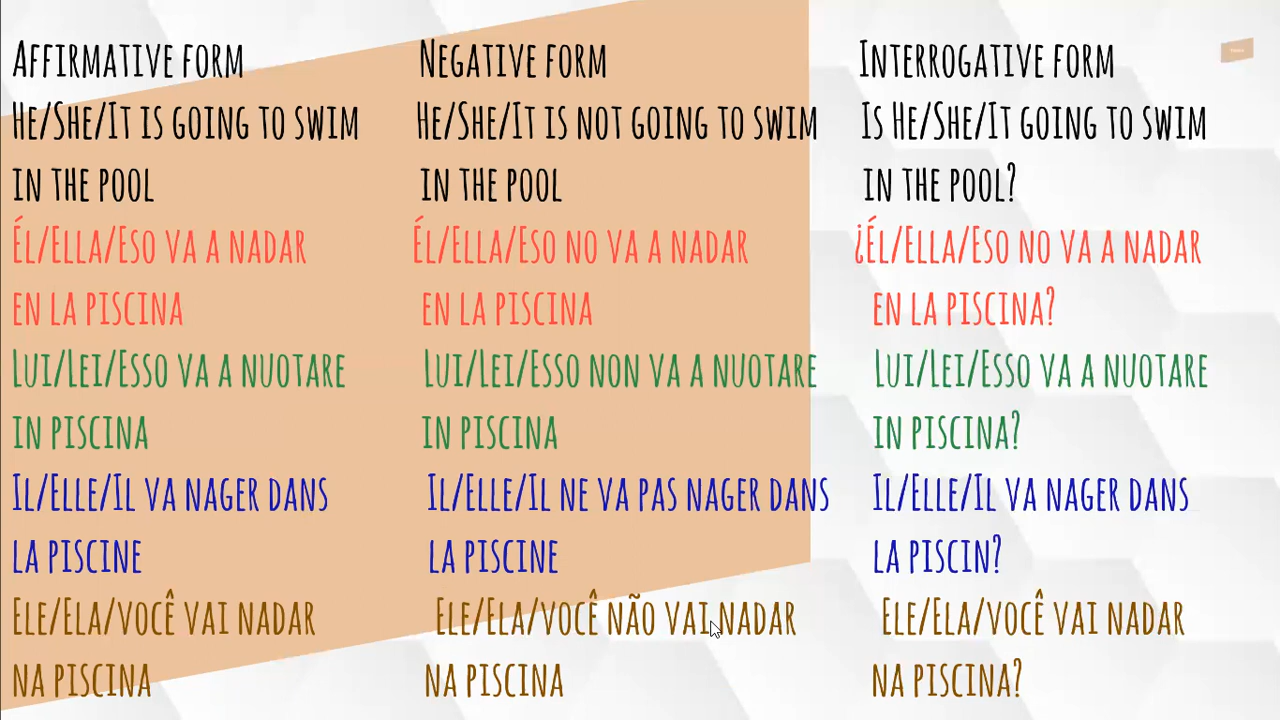 Affirmative form
He/She/It is going to swim
in the pool
Él/Ella/Eso va a nadar
en la piscina
Lui/Lei/Esso va a nuotare
in piscina
Il/Elle/Il va nager dans
la piscine
Ele/Ela/você vai nadar
na piscina
Negative form
He/She/It is not going to swim
in the pool
Él/Ella/Eso no va a nadar
en la piscina
Lui/Lei/Esso non va a nuotare
in piscina
Il/Elle/Il ne va pas nager dans
la piscine
Ele/Ela/você não vai nadar
na piscina
Interrogative form
Is He/She/It going to swim
in the pool?
¿Él/Ella/Eso no va a nadar
en la piscina?
Lui/Lei/Esso va a nuotare
in piscina?
Il/Elle/Il va nager dans
la piscin?
Ele/Ela/você vai nadar
na piscina?